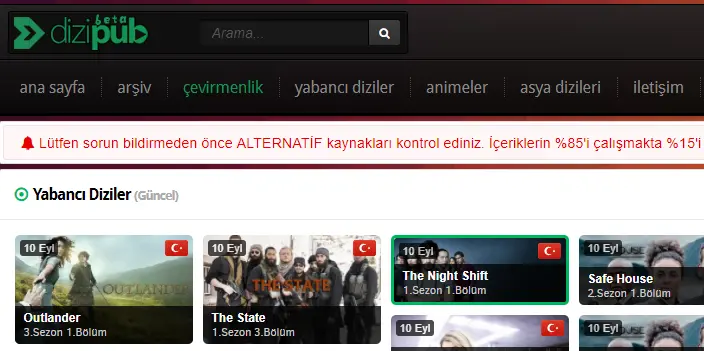 beta
dizipub
Arama...
ana sayfa arşiv çevirmenlik yabancı diziler animeler asya dizileri iletişim
Lütfen sorun bildirmeden önce ALTERNATİF kaynakları kontrol ediniz. İçeriklerin %85'i çalışmakta %15'i
Yabancı Diziler (Güncel)
10 Eyl
OUTLANDER
Outlander
3.Sezon 1.Bölüm
10 Eyl
THE STATE
The State
1.Sezon 3.Bölüm
10 Eyl
The Night Shift
1.Sezon 1.Bölüm
10 Eyl
Safe House
2.Sezon 1.Bölüm
10 Eyl
10 Eyl